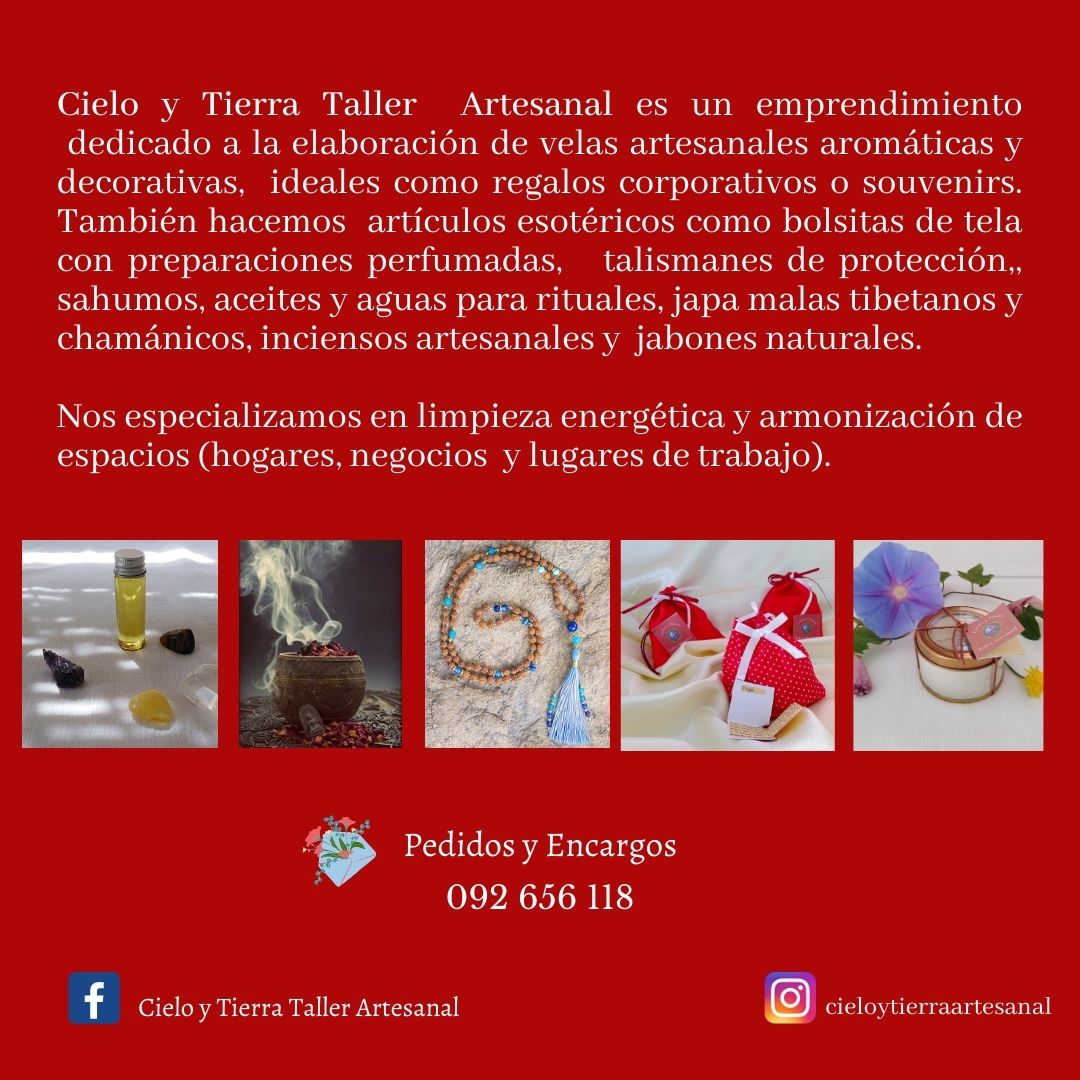 Cielo y Tierra Taller Artesanal es un emprendimiento
dedicado a la elaboración de velas artesanales aromáticas y
decorativas, ideales como regalos corporativos o souvenirs.
También hacemos artículos esotéricos como bolsitas de tela
con preparaciones perfumadas, talismanes de protección,,
sahumos, aceites y aguas para rituales, japa malas tibetanos y
chamánicos, inciensos artesanales y jabones naturales.
Nos especializamos en limpieza energética y armonización de
espacios (hogares, negocios y lugares de trabajo).
Pedidos y Encargos
092 656 118
Cielo y Tierra Taller Artesanal
cieloytierraartesanal